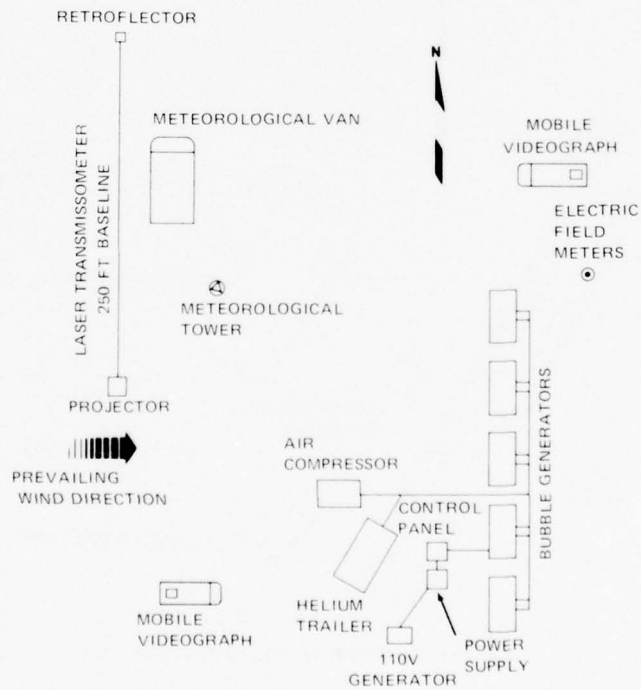 RETROFLECTOR
N
METEOROLOGICAL VAN
MOBILE
VIDEOGRAPH
LASER TRANSMISSOMETER
250 FT BASELINE
ELECTRIC
FIELD
METERS
METEOROLOGICAL
TOWER
PROJECTOR
BUBBLE GENERATORS
AIR
COMPRESSOR
PREVAILING
WIND DIRECTION
CONTROL
PANEL
HELIUM
TRAILER
MOBILE
VIDEOGRAPH
110V
GENERATOR
POWER
SUPPLY